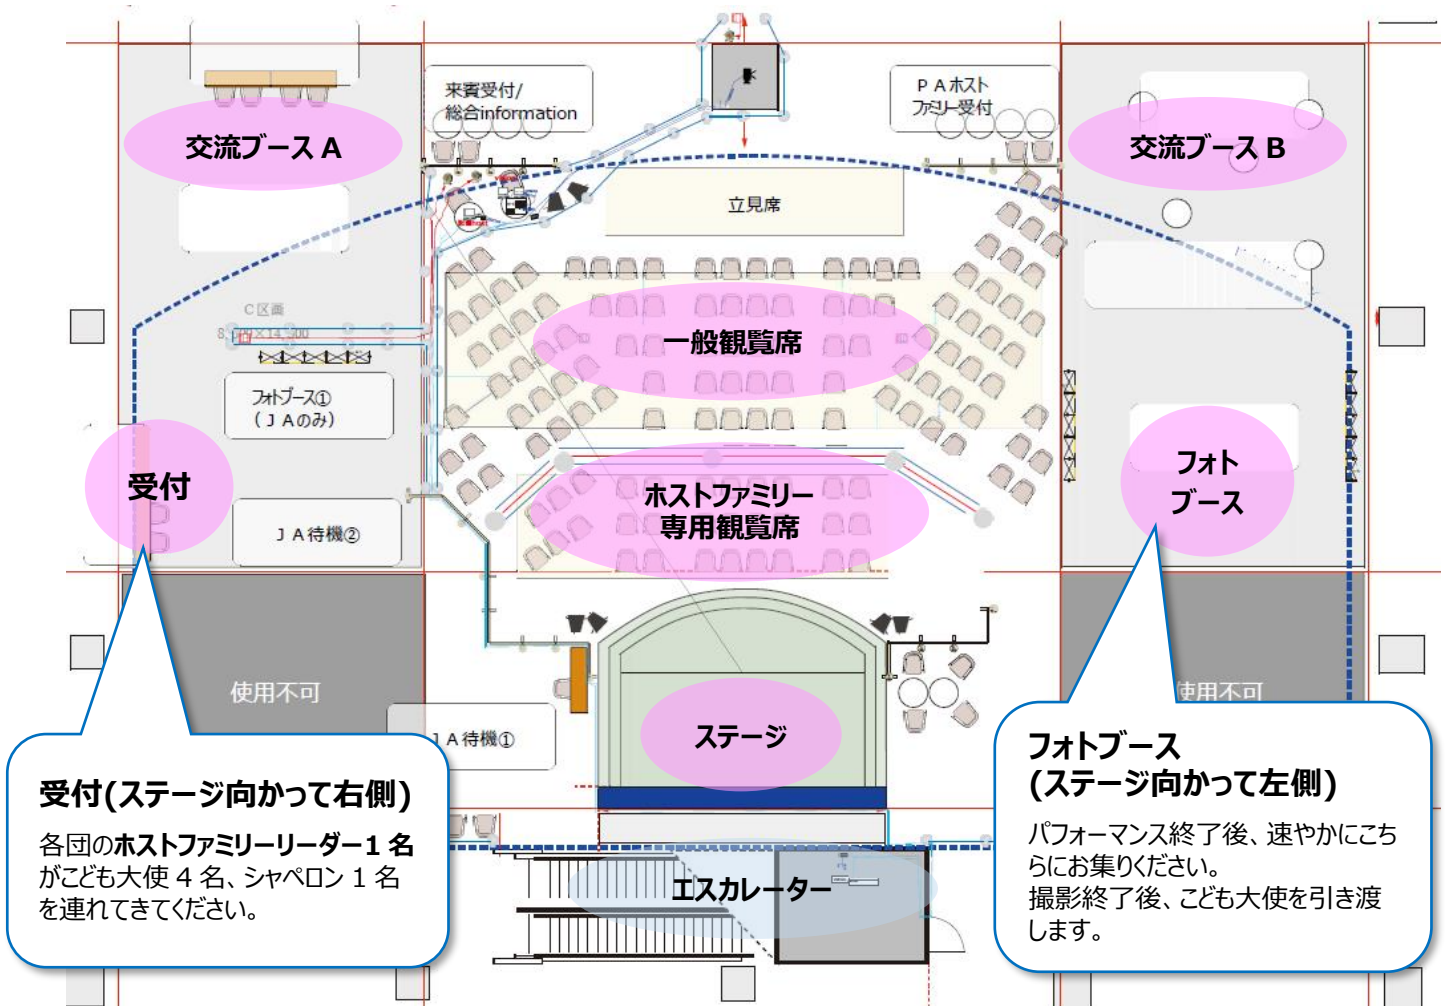 来賓受付/
総合information
ＰＡホスト
ファミリー受付
交流ブース A
交流ブース B
立見席
C区画
一般観覧席
フォトブース①
（ＪＡのみ）
受付
ホストファミリー
専用観覧席
フォト
ブース
ＪＡ待機②
使用不可
使用不可
ＪＡ待機①
ステージ
受付(ステージ向かって右側)
各団のホストファミリーリーダー1 名
がこども大使 4 名、シャペロン 1 名
を連れてきてください。
フォトブース
(ステージ向かって左側)
パフォーマンス終了後、速やかにこち
らにお集りください。
撮影終了後、こども大使を引き渡
します。
エスカレーター